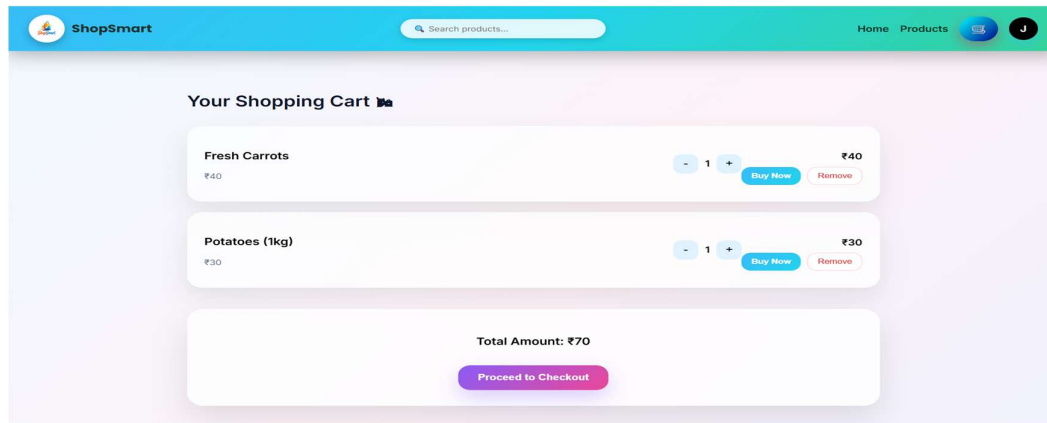 ShopSmart
Search products...
Home Products
J
Your Shopping Cart
Fresh Carrots
₹40
- 1 +
₹40
Buy Now Remove
Potatoes (1kg)
₹30
- 1 +
₹30
Buy Now Remove
Total Amount: ₹70
Proceed to Checkout